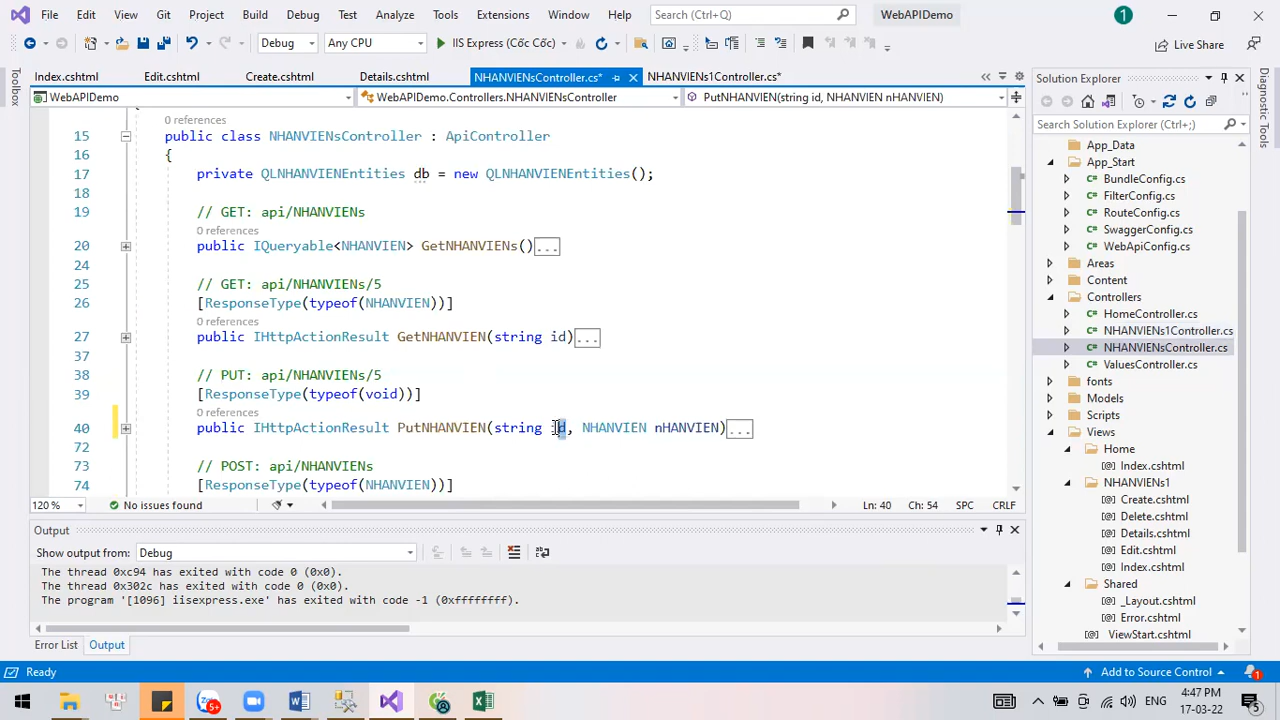 File Edit View Git Project Build Debug Test Analyze Tools Extensions Window Help Search (Ctrl+;) WebAPIDemo 1
Debug Any CPU IIS Express (Cốc Cốc) Live Share
Toolbox
Index.cshtml Edit.cshtml Create.cshtml Details.cshtml NHANVIENsController.cs* NHANVIENs1Controller.cs*
WebAPIDemo WebAPIDemo.Controllers.NHANVIENsController PutNHANVIEN(string id, NHANVIEN nHANVIEN)
0 references
15 public class NHANVIENsController : ApiController
16 {
17 private QLNHANVIENEntities db = new QLNHANVIENEntities();
18
19 // GET: api/NHANVIENs
0 references
20 public IQueryable<NHANVIEN> GetNHANVIENs()...
24
25 // GET: api/NHANVIENs/5
26 [ResponseType(typeof(NHANVIEN))]
0 references
27 public IHttpActionResult GetNHANVIEN(string id)...
37
38 // PUT: api/NHANVIENs/5
39 [ResponseType(typeof(void))]
0 references
40 public IHttpActionResult PutNHANVIEN(string id, NHANVIEN nHANVIEN)...
72
73 // POST: api/NHANVIENs
74 [ResponseType(typeof(NHANVIEN))]
120 % No issues found Ln: 40 Ch: 54 SPC CRLF
Output
Show output from: Debug
The thread 0xc94 has exited with code 0 (0x0).
The thread 0x302c has exited with code 0 (0x0).
The program '[1096] iisexpress.exe' has exited with code -1 (0xffffffff).
Error List Output
Solution Explorer
Search Solution Explorer (Ctrl+;)
App_Data
App_Start
BundleConfig.cs
FilterConfig.cs
RouteConfig.cs
SwaggerConfig.cs
WebApiConfig.cs
Areas
Content
Controllers
HomeController.cs
NHANVIENs1Controller.cs
NHANVIENsController.cs
ValuesController.cs
fonts
Models
Scripts
Views
Home
Index.cshtml
NHANVIENs1
Create.cshtml
Delete.cshtml
Details.cshtml
Edit.cshtml
Index.cshtml
Shared
_Layout.cshtml
Error.cshtml
ViewStart.cshtml
Diagnostic Tools
Ready Add to Source Control 1
5+ ENG 4:47 PM
17-03-22 5